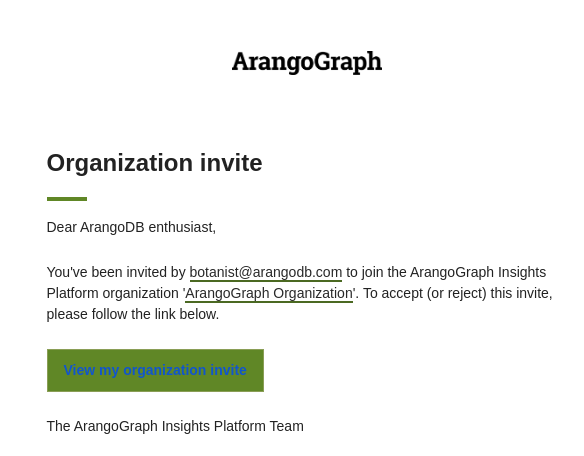 ArangoGraph
Organization invite
Dear ArangoDB enthusiast,
You've been invited by botanist@arangodb.com to join the ArangoGraph Insights
Platform organization 'ArangoGraph Organization'. To accept (or reject) this invite,
please follow the link below.
View my organization invite
The ArangoGraph Insights Platform Team